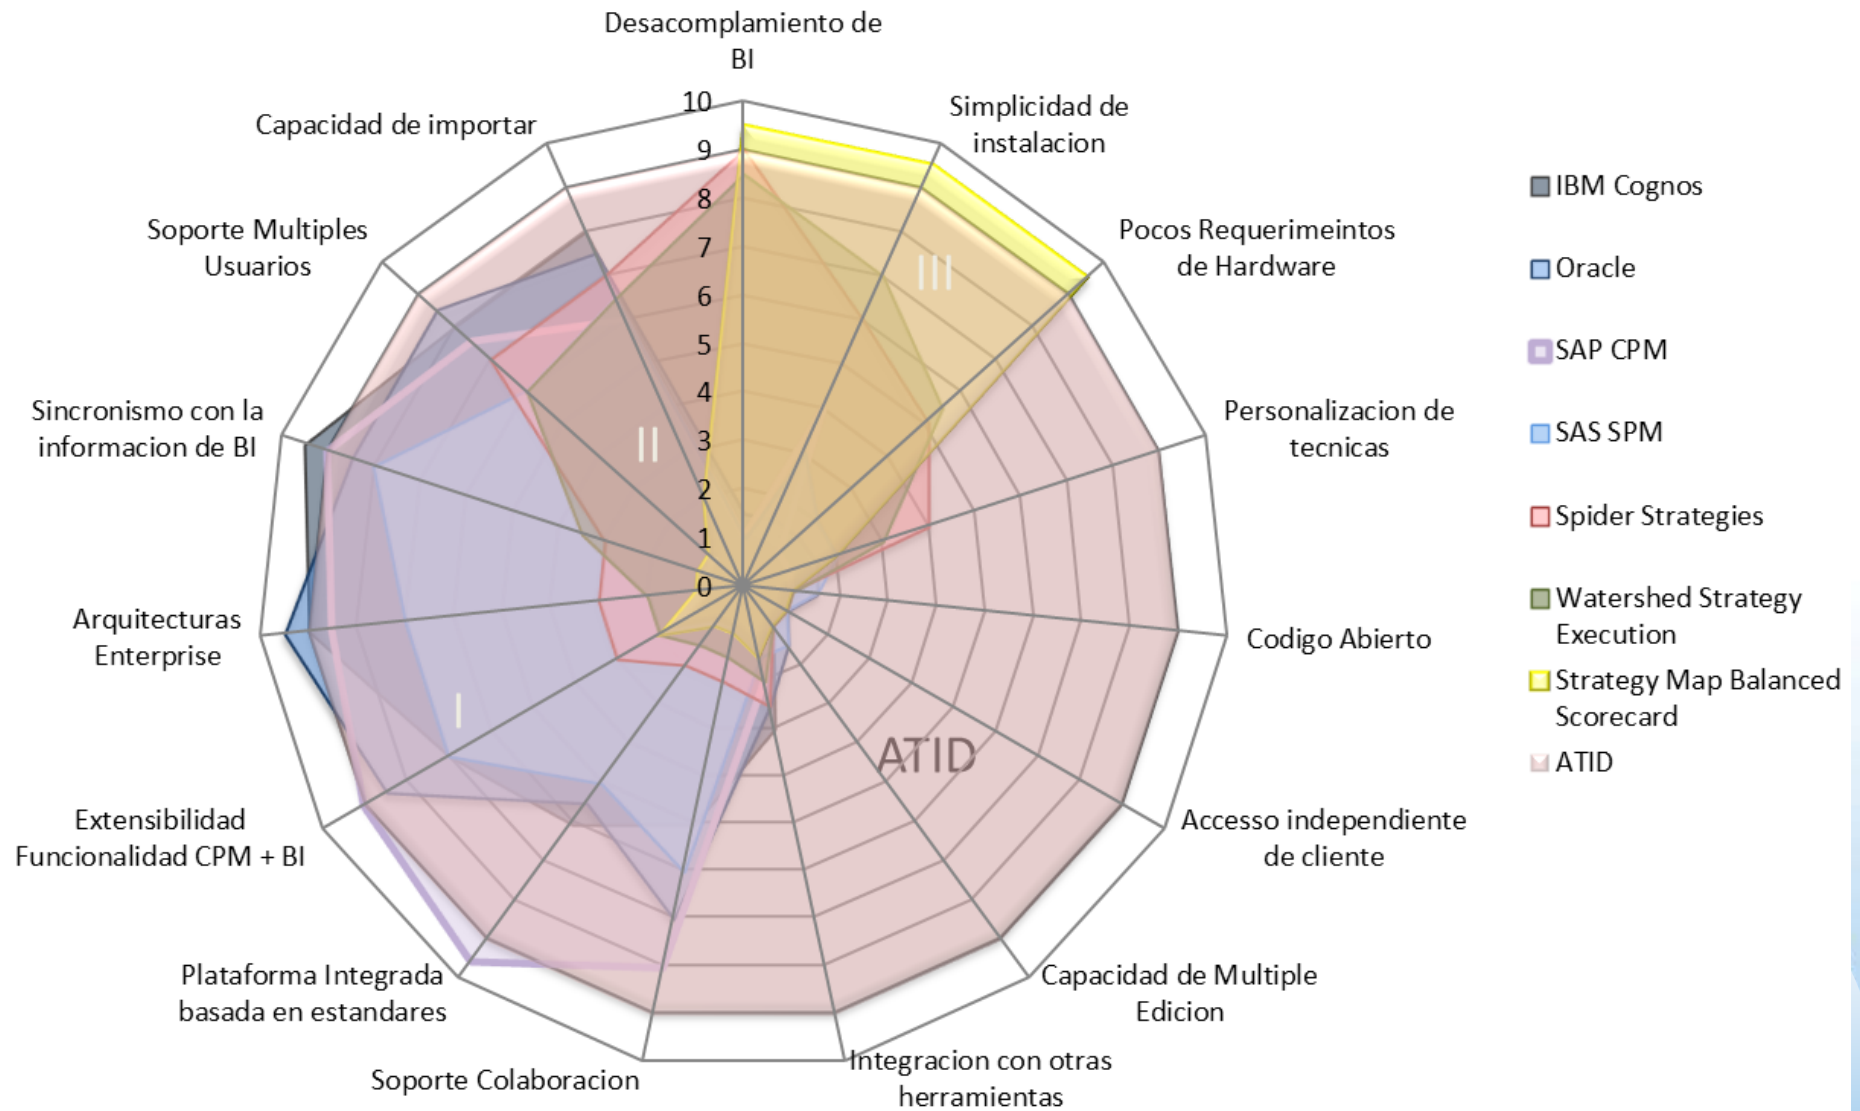 Desacomplamiento de
BI
Simplicidad de
instalacion
Pocos Requerimeintos
de Hardware
Personalizacion de
tecnicas
Codigo Abierto
Accesso independiente
de cliente
Capacidad de Multiple
Edicion
Integracion con otras
herramientas
Soporte Colaboracion
Plataforma Integrada
basada en estandares
Extensibilidad
Funcionalidad CPM + BI
Arquitecturas
Enterprise
Sincronismo con la
informacion de BI
Soporte Multiples
Usuarios
Capacidad de importar
10
9
8
7
6
5
4
3
2
1
0
I
II
III
ATID
IBM Cognos
Oracle
SAP CPM
SAS SPM
Spider Strategies
Watershed Strategy
Execution
Strategy Map Balanced
Scorecard
ATID